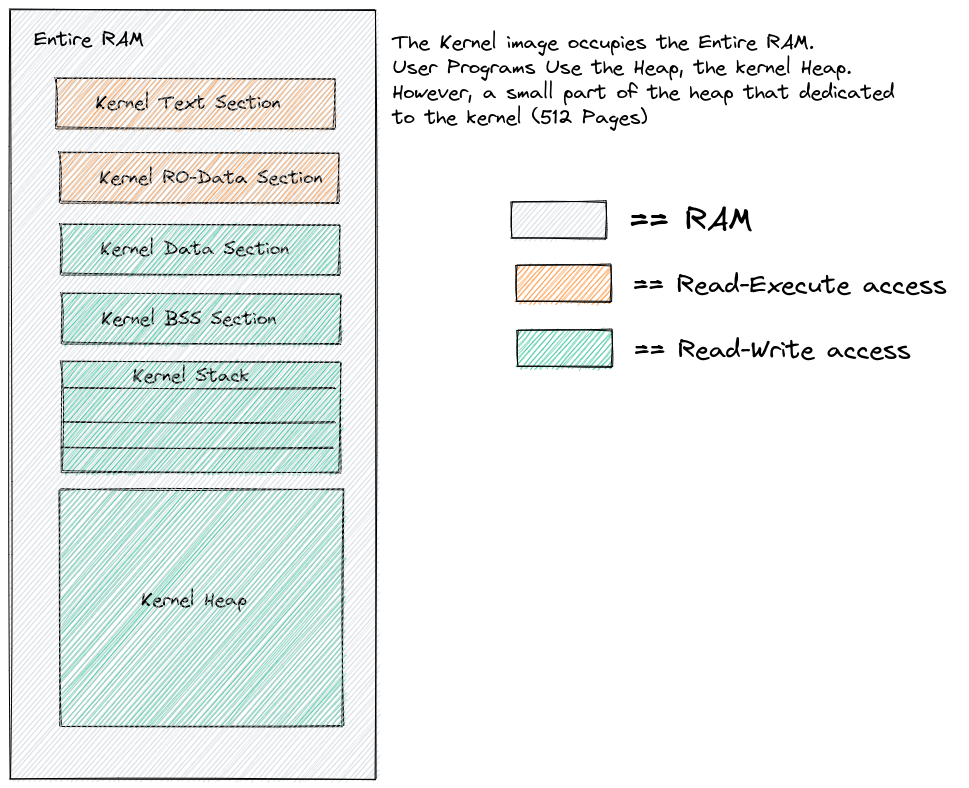 Entire RAM
Kernel Text Section
Kernel RO-Data Section
Kernel Data Section
Kernel BSS Section
Kernel Stack
Kernel Heap
The Kernel image occupies the Entire RAM.
User Programs Use the Heap, the kernel Heap.
However, a small part of the heap that dedicated
to the kernel (512 Pages)
== RAM
== Read-Execute access
== Read-Write access